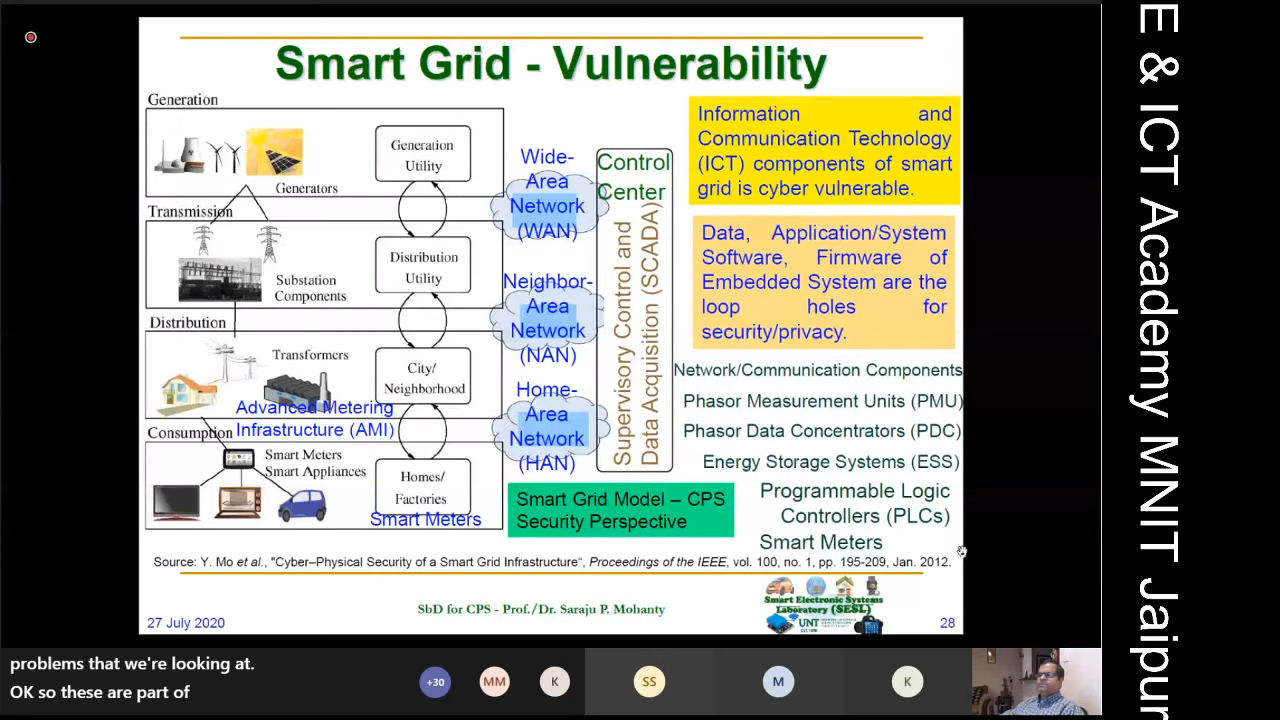 Smart Grid - Vulnerability
Generation
Generators
Generation
Utility
Transmission
Substation
Components
Distribution
Utility
Distribution
Transformers
City/
Neighborhood
Advanced Metering
Infrastructure (AMI)
Consumption
Smart Meters
Smart Appliances
Homes/
Factories
Smart Meters
Wide-
Area
Network
(WAN)
Neighbor-
Area
Network
(NAN)
Home-
Area
Network
(HAN)
Control
Center
Supervisory Control and
Data Acquisition (SCADA)
Information and
Communication Technology
(ICT) components of smart
grid is cyber vulnerable.
Data, Application/System
Software, Firmware of
Embedded System are the
loop holes for
security/privacy.
Network/Communication Components
Phasor Measurement Units (PMU)
Phasor Data Concentrators (PDC)
Energy Storage Systems (ESS)
Programmable Logic
Controllers (PLCs)
Smart Meters
Smart Grid Model – CPS
Security Perspective
Source: Y. Mo et al., "Cyber–Physical Security of a Smart Grid Infrastructure“, Proceedings of the IEEE, vol. 100, no. 1, pp. 195-209, Jan. 2012.
27 July 2020
SbD for CPS - Prof./Dr. Saraju P. Mohanty
Smart Electronic Systems
Laboratory (SESL)
UNT
28
E & ICT Academy MNIT Jaipur
problems that we're looking at.
OK so these are part of
+30
MM
K
SS
M
K